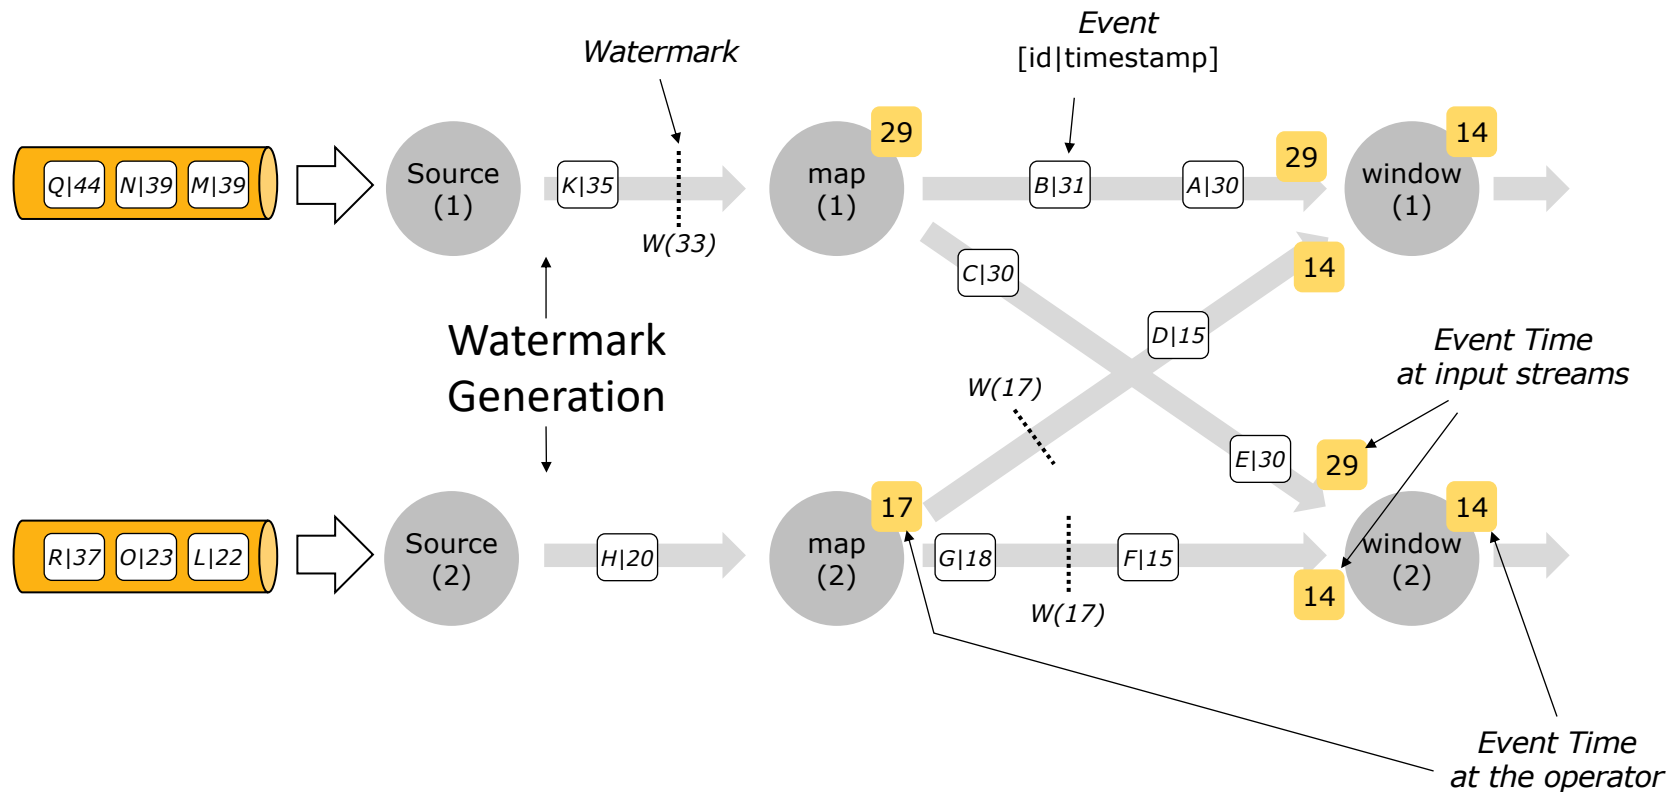 Event
[id|timestamp]
Watermark
29
14
29
Q|44 N|39 M|39
Source
(1)
K|35
map
(1)
B|31
A|30
window
(1)
W(33)
C|30
14
Watermark
Generation
D|15
Event Time
at input streams
W(17)
E|30
29
17
14
R|37 O|23 L|22
Source
(2)
H|20
map
(2)
G|18
F|15
window
(2)
14
W(17)
Event Time
at the operator